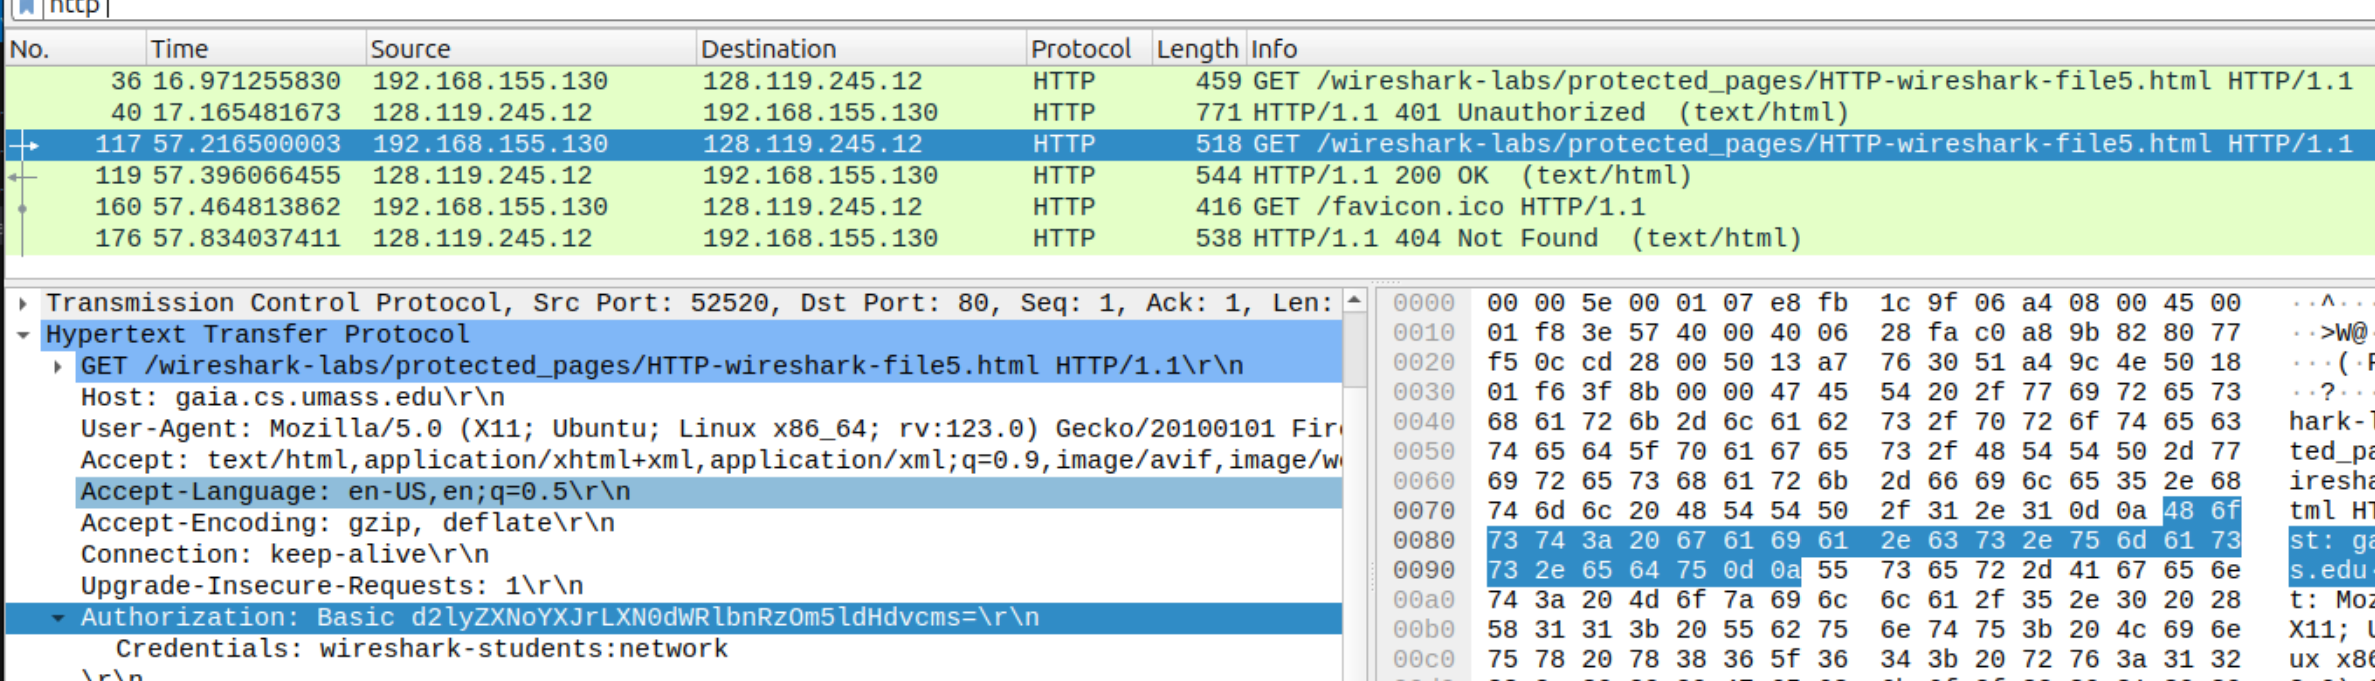 http
No. Time Source Destination Protocol Length Info
36 16.971255830 192.168.155.130 128.119.245.12 HTTP 459 GET /wireshark-labs/protected_pages/HTTP-wireshark-file5.html HTTP/1.1
40 17.165481673 128.119.245.12 192.168.155.130 HTTP 771 HTTP/1.1 401 Unauthorized (text/html)
117 57.216500003 192.168.155.130 128.119.245.12 HTTP 518 GET /wireshark-labs/protected_pages/HTTP-wireshark-file5.html HTTP/1.1
119 57.396066455 128.119.245.12 192.168.155.130 HTTP 544 HTTP/1.1 200 OK (text/html)
160 57.464813862 192.168.155.130 128.119.245.12 HTTP 416 GET /favicon.ico HTTP/1.1
176 57.834037411 128.119.245.12 192.168.155.130 HTTP 538 HTTP/1.1 404 Not Found (text/html)
Transmission Control Protocol, Src Port: 52520, Dst Port: 80, Seq: 1, Ack: 1, Len:
Hypertext Transfer Protocol
GET /wireshark-labs/protected_pages/HTTP-wireshark-file5.html HTTP/1.1\r\n
Host: gaia.cs.umass.edu\r\n
User-Agent: Mozilla/5.0 (X11; Ubuntu; Linux x86_64; rv:123.0) Gecko/20100101 Fir
Accept: text/html,application/xhtml+xml,application/xml;q=0.9,image/avif,image/w
Accept-Language: en-US,en;q=0.5\r\n
Accept-Encoding: gzip, deflate\r\n
Connection: keep-alive\r\n
Upgrade-Insecure-Requests: 1\r\n
Authorization: Basic d2lyZXNoYXJrLXN0dWRlbnRzOm5ldHdvcms=\r\n
Credentials: wireshark-students:network
\r\n
0000 00 00 5e 00 01 07 e8 fb 1c 9f 06 a4 08 00 45 00 ··^···
0010 01 f8 3e 57 40 00 40 06 28 fa c0 a8 9b 82 80 77 ··>W@·
0020 f5 0c cd 28 00 50 13 a7 76 30 51 a4 9c 4e 50 18 ···(·P
0030 01 f6 3f 8b 00 00 47 45 54 20 2f 77 69 72 65 73 ··?···
0040 68 61 72 6b 2d 6c 61 62 73 2f 70 72 6f 74 65 63 hark-l
0050 74 65 64 5f 70 61 67 65 73 2f 48 54 54 50 2d 77 ted_pa
0060 69 72 65 73 68 61 72 6b 2d 66 69 6c 65 35 2e 68 iresha
0070 74 6d 6c 20 48 54 54 50 2f 31 2e 31 0d 0a 48 6f tml HT
0080 73 74 3a 20 67 61 69 61 2e 63 73 2e 75 6d 61 73 st: ga
0090 73 2e 65 64 75 0d 0a 55 73 65 72 2d 41 67 65 6e s.edu·
00a0 74 3a 20 4d 6f 7a 69 6c 6c 61 2f 35 2e 30 20 28 t: Moz
00b0 58 31 31 3b 20 55 62 75 6e 74 75 3b 20 4c 69 6e X11; U
00c0 75 78 20 78 38 36 5f 36 34 3b 20 72 76 3a 31 32 ux x86